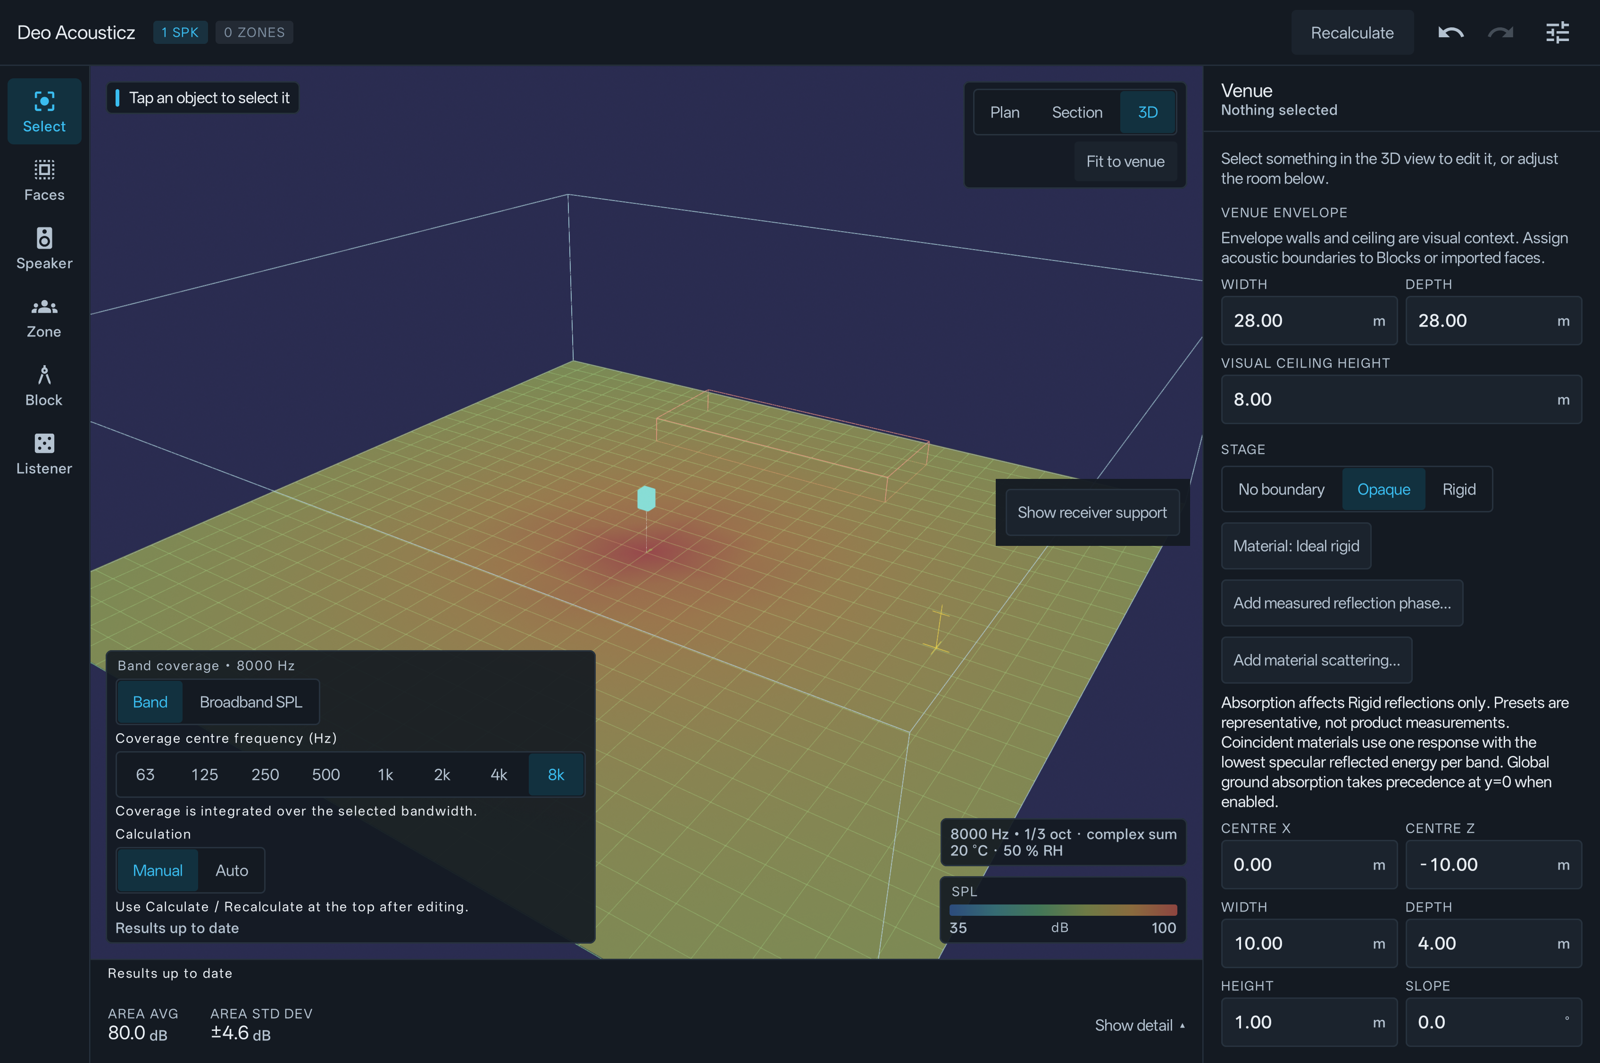 Deo Acousticz
1 SPK
0 ZONES
Recalculate
Select
Faces
Speaker
Zone
Block
Listener
Tap an object to select it
Plan
Section
3D
Fit to venue
Show receiver support
Band coverage • 8000 Hz
Band
Broadband SPL
Coverage centre frequency (Hz)
63 125 250 500 1k 2k 4k 8k
Coverage is integrated over the selected bandwidth.
Calculation
Manual
Auto
Use Calculate / Recalculate at the top after editing.
Results up to date
8000 Hz • 1/3 oct · complex sum
20 °C · 50 % RH
SPL
35 dB 100
Results up to date
AREA AVG
80.0 dB
AREA STD DEV
±4.6 dB
Show detail ▴
Venue
Nothing selected
Select something in the 3D view to edit it, or adjust
the room below.
VENUE ENVELOPE
Envelope walls and ceiling are visual context. Assign
acoustic boundaries to Blocks or imported faces.
WIDTH DEPTH
28.00 m 28.00 m
VISUAL CEILING HEIGHT
8.00 m
STAGE
No boundary
Opaque
Rigid
Material: Ideal rigid
Add measured reflection phase...
Add material scattering...
Absorption affects Rigid reflections only. Presets are
representative, not product measurements.
Coincident materials use one response with the
lowest specular reflected energy per band. Global
ground absorption takes precedence at y=0 when
enabled.
CENTRE X CENTRE Z
0.00 m -10.00 m
WIDTH DEPTH
10.00 m 4.00 m
HEIGHT SLOPE
1.00 m 0.0 °